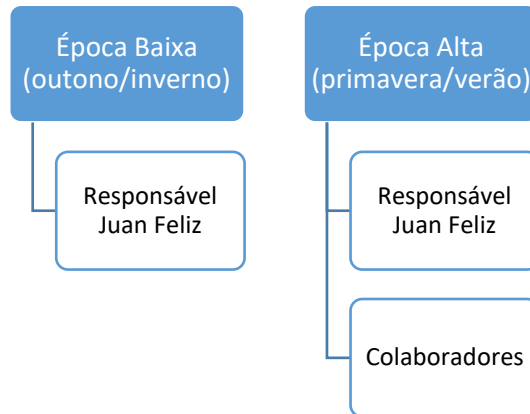 Época Baixa
(outono/inverno)
Responsável
Juan Feliz
Época Alta
(primavera/verão)
Responsável
Juan Feliz
Colaboradores